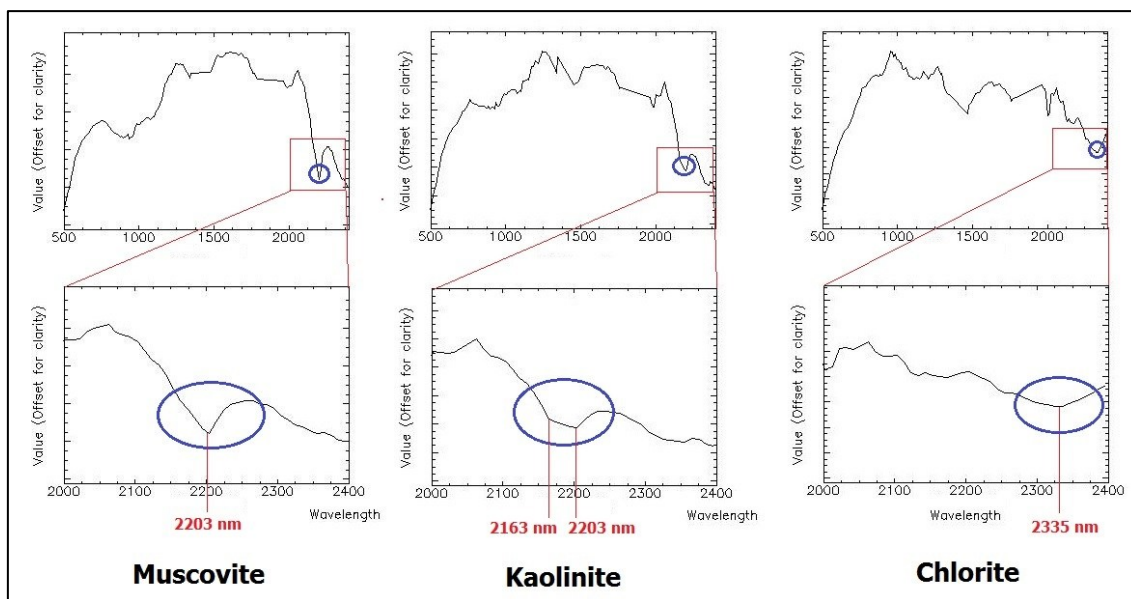 Value (Offset for clarity)
500 1000 1500 2000
Value (Offset for clarity)
500 1000 1500 2000
Value (Offset for clarity)
500 1000 1500 2000
Value (Offset for clarity)
2000 2100 2200 2300 2400
Wavelength
2203 nm
Muscovite
Value (Offset for clarity)
2000 2100 2200 2300 2400
Wavelength
2163 nm 2203 nm
Kaolinite
Value (Offset for clarity)
2000 2100 2200 2300 2400
Wavelength
2335 nm
Chlorite